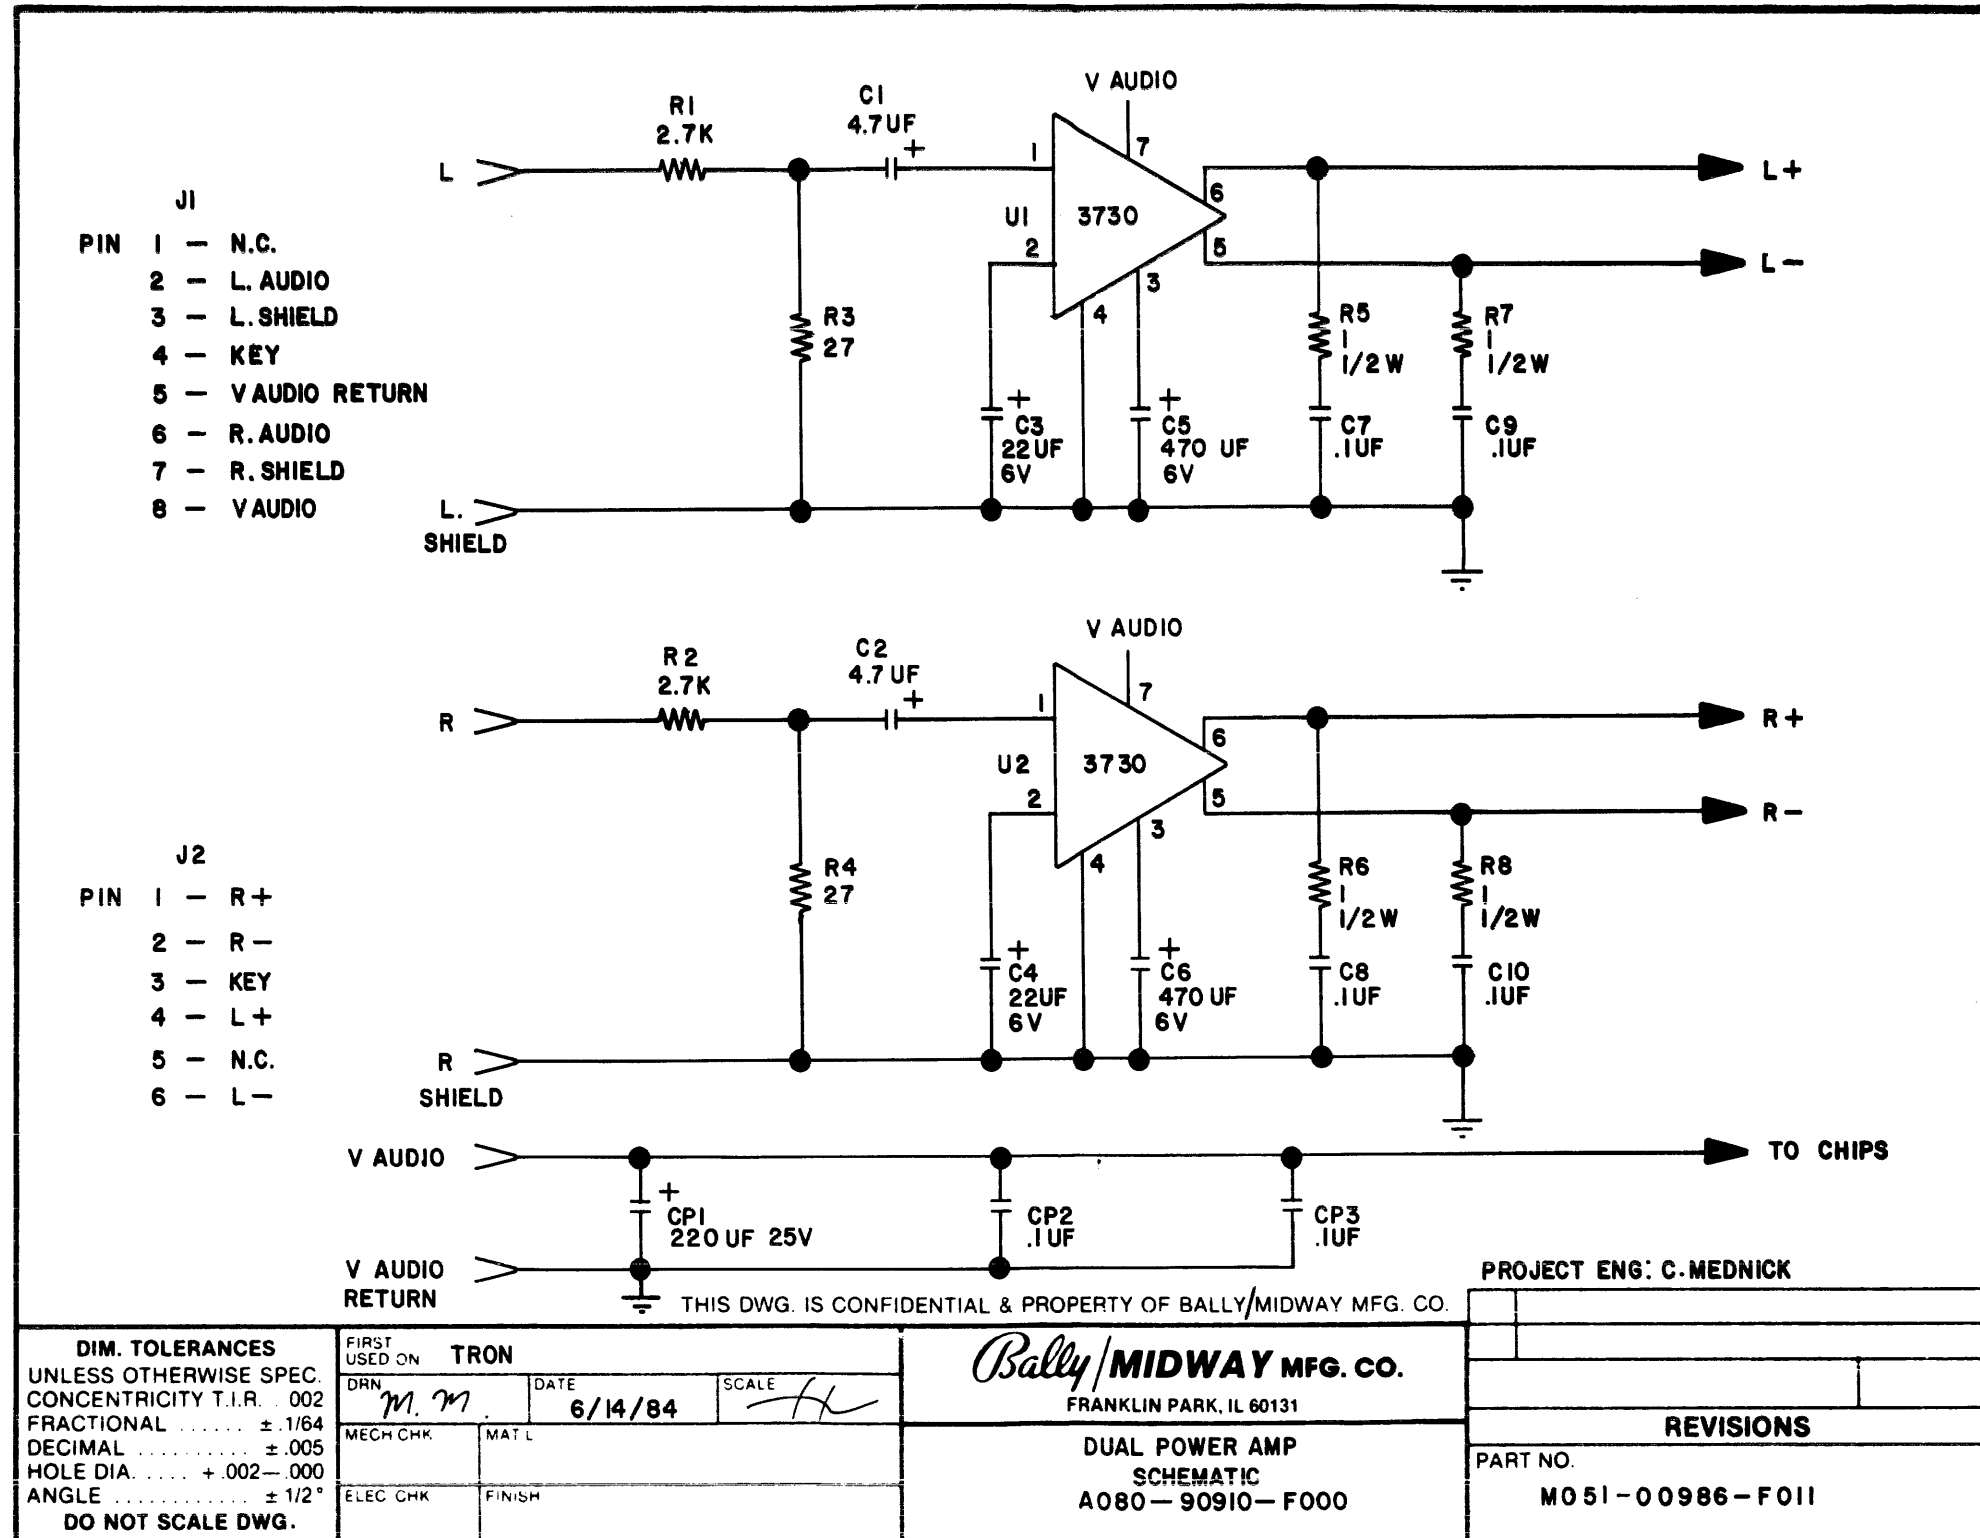 V AUDIO
R1
2.7K
C1
4.7UF
+
L
1
7
6
U1
3730
2
5
3
4
L+
L-
J1
PIN 1 - N.C.
2 - L. AUDIO
3 - L. SHIELD
4 - KEY
5 - V AUDIO RETURN
6 - R. AUDIO
7 - R. SHIELD
8 - V AUDIO
R3
27
+
C3
22UF
6V
+
C5
470 UF
6V
R5
1
1/2W
C7
.1UF
R7
1
1/2W
C9
.1UF
L.
SHIELD
V AUDIO
R2
2.7K
C2
4.7UF
+
R
1
7
6
U2
3730
2
5
3
4
R+
R-
J2
PIN 1 - R+
2 - R-
3 - KEY
4 - L+
5 - N.C.
6 - L-
R4
27
+
C4
22UF
6V
+
C6
470 UF
6V
R6
1
1/2W
C8
.1UF
R8
1
1/2W
C10
.1UF
R
SHIELD
V AUDIO
TO CHIPS
+
CP1
220 UF 25V
CP2
.1UF
CP3
.1UF
V AUDIO
RETURN
PROJECT ENG: C. MEDNICK
THIS DWG. IS CONFIDENTIAL & PROPERTY OF BALLY/MIDWAY MFG. CO.
DIM. TOLERANCES
UNLESS OTHERWISE SPEC.
CONCENTRICITY T.I.R. . 002
FRACTIONAL ...... ± .1/64
DECIMAL .......... ± .005
HOLE DIA. .... + .002-.000
ANGLE ............ ± 1/2°
DO NOT SCALE DWG.
FIRST
USED ON TRON
DRN M. M.
DATE
6/14/84
SCALE
MECH CHK
MAT L
ELEC CHK
FINISH
Bally/MIDWAY MFG. CO.
FRANKLIN PARK, IL 60131
DUAL POWER AMP
SCHEMATIC
A080-90910-F000
REVISIONS
PART NO.
M051-00986-F011